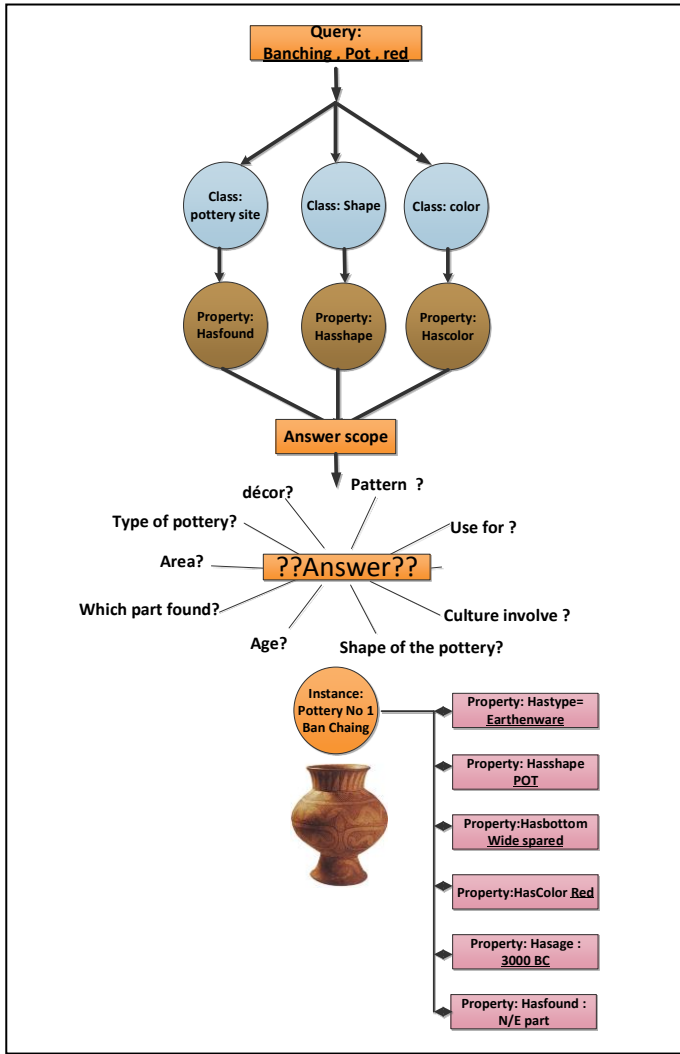 Query:
Banching , Pot , red
Class:
pottery site
Class: Shape
Class: color
Property:
Hasfound
Property:
Hasshape
Property:
Hascolor
Answer scope
décor?
Pattern ?
Type of pottery?
Use for ?
Area?
??Answer??
Which part found?
Culture involve ?
Age?
Shape of the pottery?
Instance:
Pottery No 1
Ban Chaing
Property: Hastype=
Earthenware
Property: Hasshape
POT
Property:Hasbottom
Wide spared
Property:HasColor Red
Property: Hasage :
3000 BC
Property: Hasfound :
N/E part